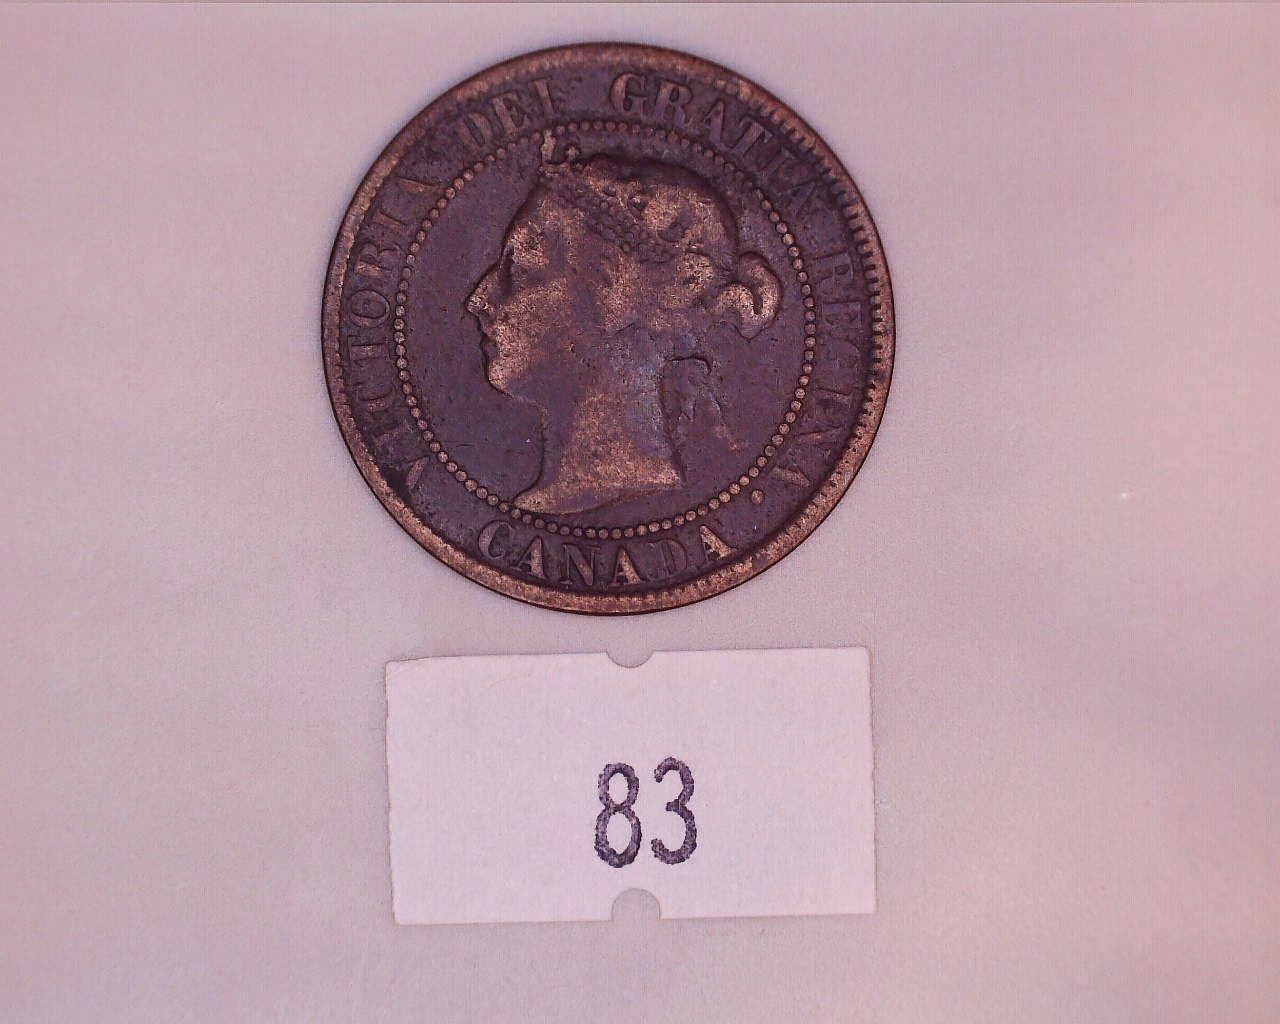 VICTORIA DEI GRATIA REGINA.
CANADA
83